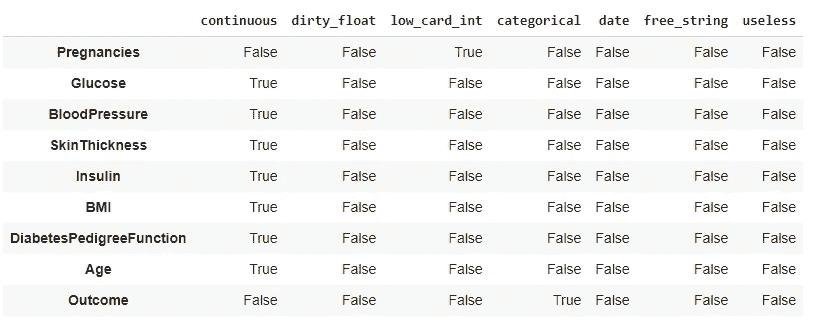 continuous dirty_float low_card_int categorical date free_string useless
Pregnancies False False True False False False False
Glucose True False False False False False False
BloodPressure True False False False False False False
SkinThickness True False False False False False False
Insulin True False False False False False False
BMI True False False False False False False
DiabetesPedigreeFunction True False False False False False False
Age True False False False False False False
Outcome False False False True False False False